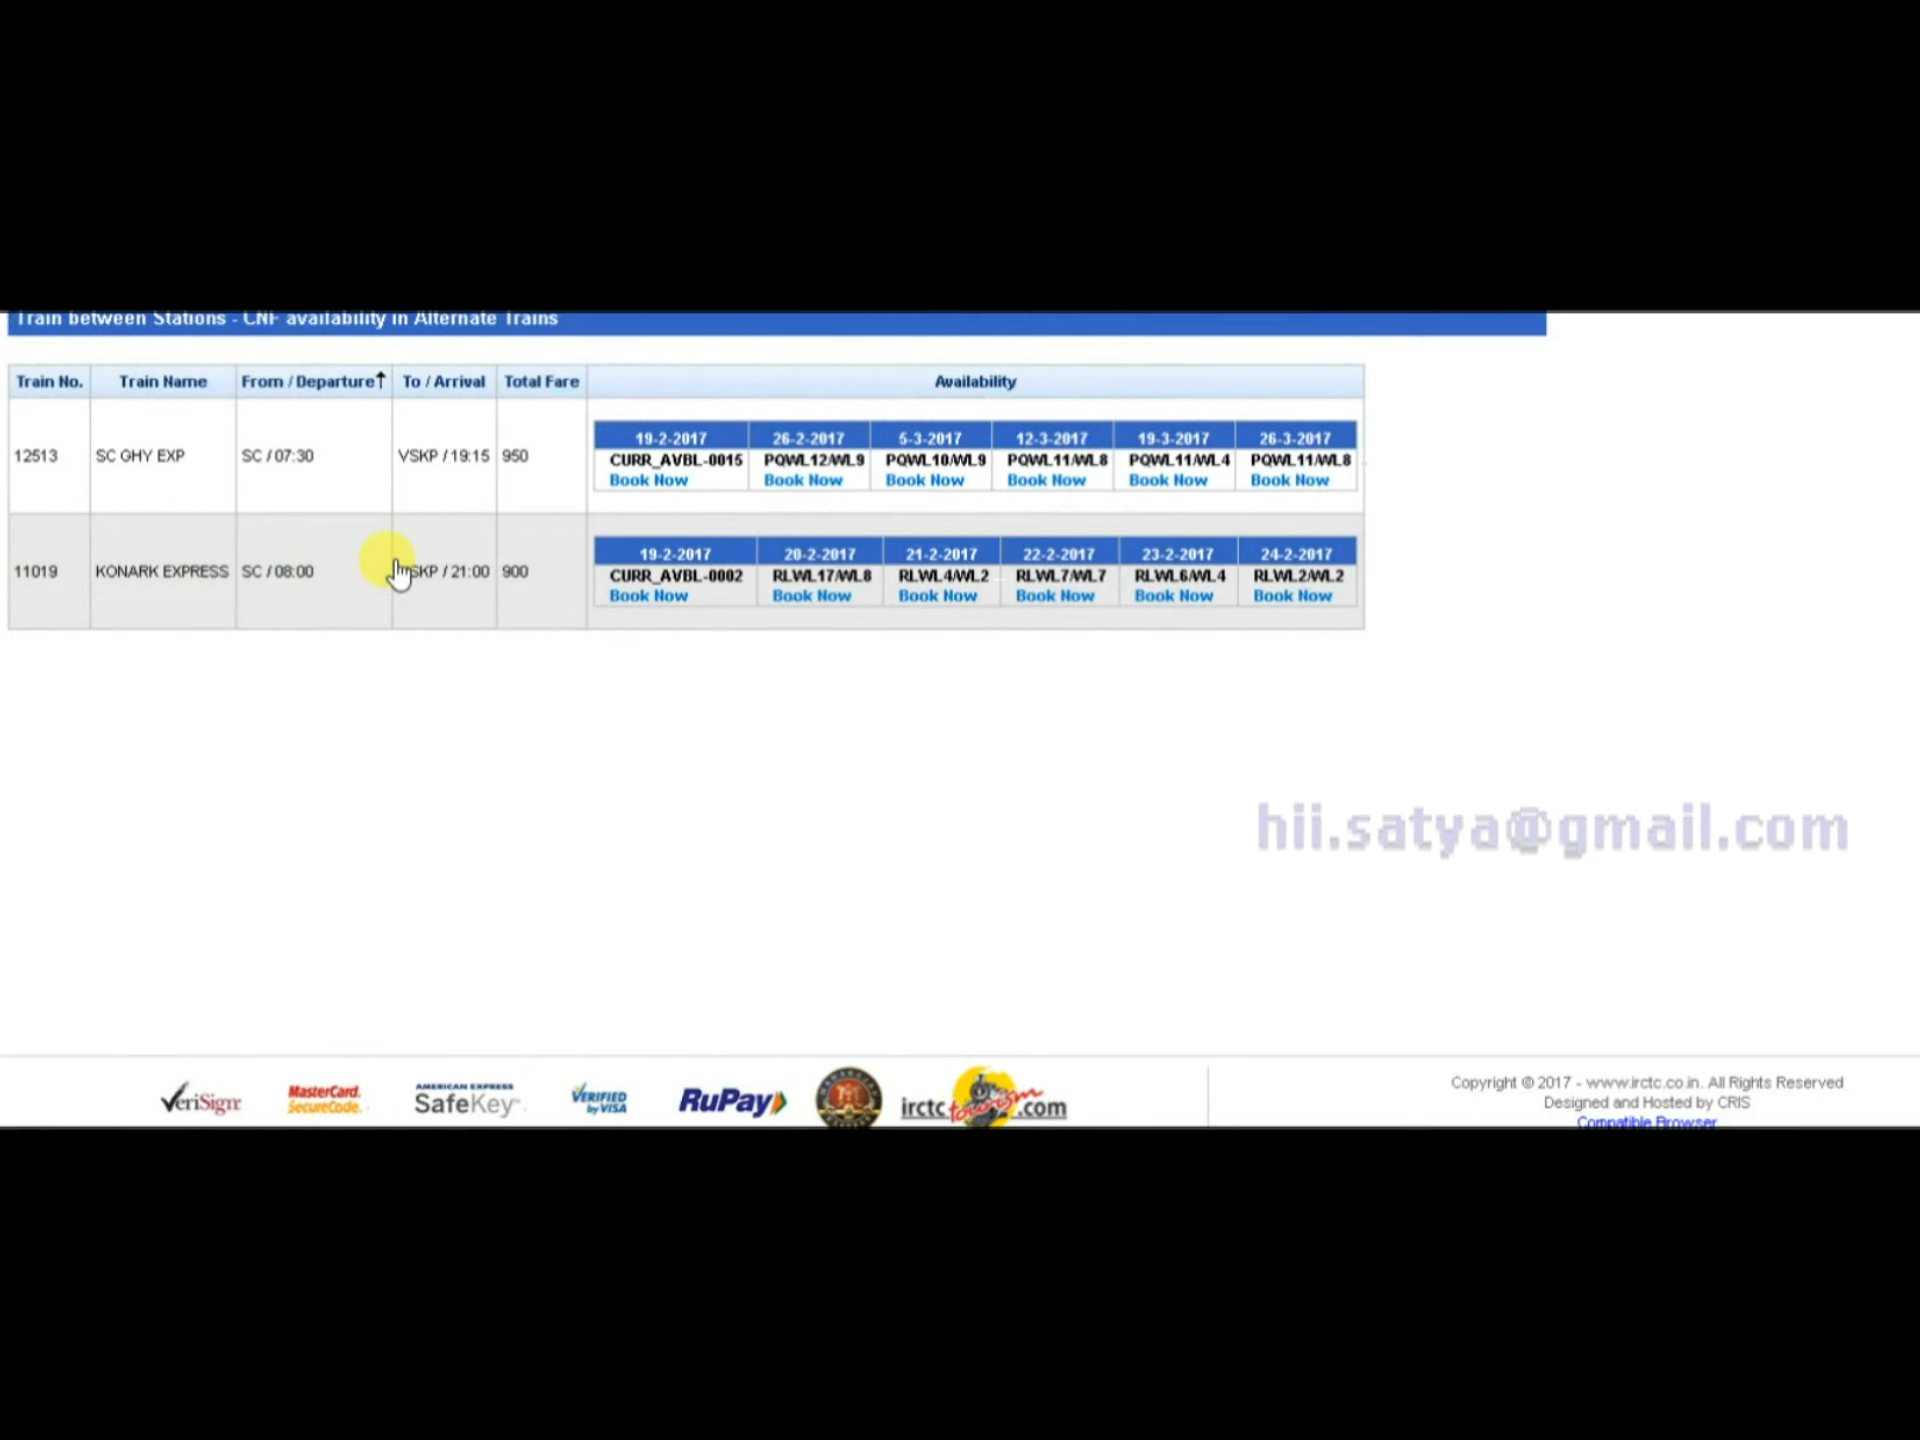 Train between Stations - CNF availability in Alternate Trains
Train No. Train Name From / Departure↑ To / Arrival Total Fare Availability
19-2-2017 26-2-2017 5-3-2017 12-3-2017 19-3-2017 26-3-2017
12513 SC GHY EXP SC / 07:30 VSKP / 19:15 950 CURR_AVBL-0015 PQWL12/WL9 PQWL10/WL9 PQWL11/WL8 PQWL11/WL4 PQWL11/WL8
Book Now Book Now Book Now Book Now Book Now Book Now
19-2-2017 20-2-2017 21-2-2017 22-2-2017 23-2-2017 24-2-2017
11019 KONARK EXPRESS SC / 08:00 SKP / 21:00 900 CURR_AVBL-0002 RLWL17/WL8 RLWL4/WL2 RLWL7/WL7 RLWL6/WL4 RLWL2/WL2
Book Now Book Now Book Now Book Now Book Now Book Now
hii.satya@gmail.com
VeriSign
MasterCard.
SecureCode.
AMERICAN EXPRESS
SafeKey
VERIFIED
by VISA
RuPay
irctc tourism .com
Copyright © 2017 - www.irctc.co.in. All Rights Reserved
Designed and Hosted by CRIS
Compatible Browser